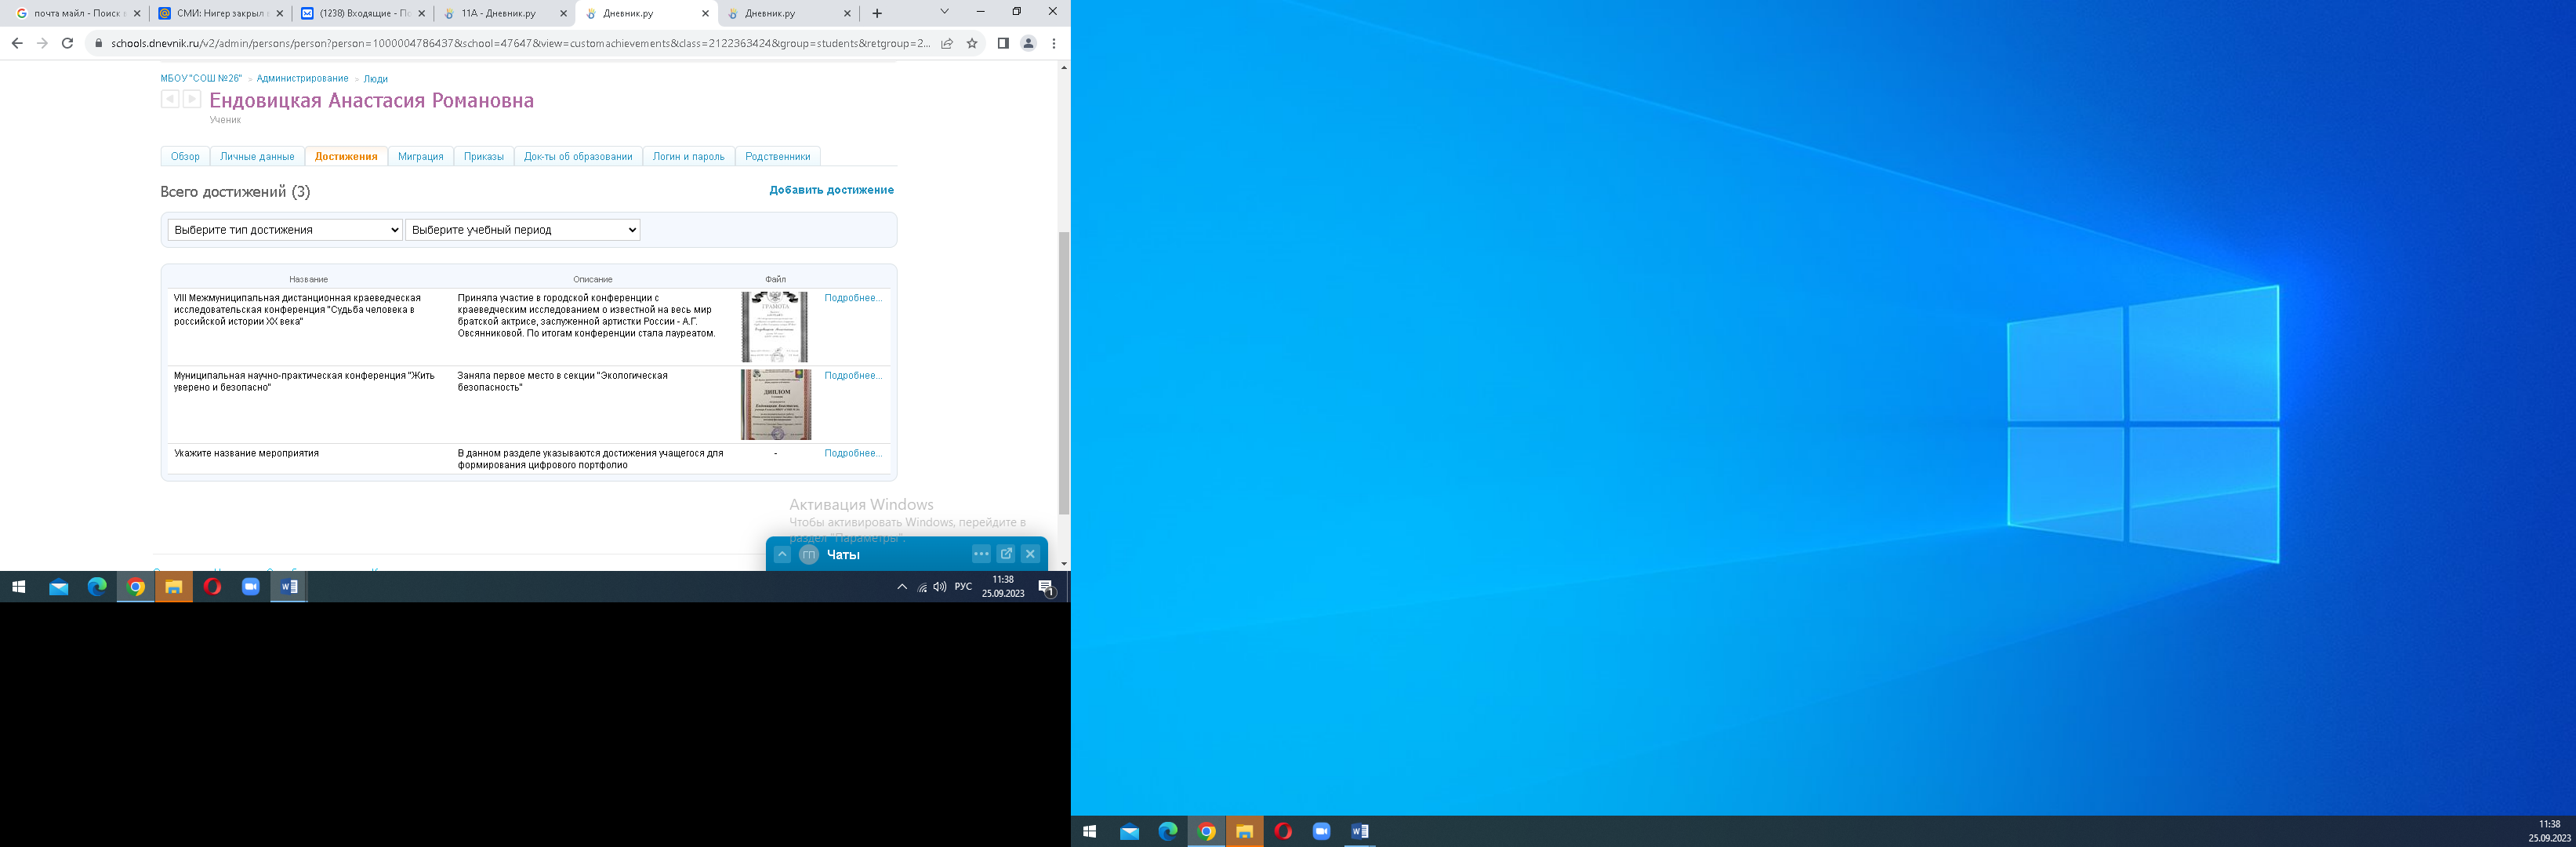 почта майл - Поиск
СМИ: Нигер закрыл
(1238) Входящие - По
11А - Дневник.ру
Дневник.ру
Дневник.ру
schools.dnevnik.ru/v2/admin/persons/person?person=1000004786437&school=47647&view=customachievements&class=2122363424&group=students&retgroup=2...
МБОУ "СОШ №26" » Администрирование » Люди
Ендовицкая Анастасия Романовна
Ученик
Обзор Личные данные Достижения Миграция Приказы Док-ты об образовании Логин и пароль Родственники
Всего достижений (3)
Добавить достижение
Выберите тип достижения
Выберите учебный период
Название Описание Файл
VIII Межмуниципальная дистанционная краеведческая
исследовательская конференция "Судьба человека в
российской истории XX века"
Приняла участие в городской конференции с
краеведческим исследованием о известной на весь мир
братской актрисе, заслуженной артистки России - А.Г.
Овсянниковой. По итогам конференции стала лауреатом.
ГРАМОТА
Подробнее...
Муниципальная научно-практическая конференция "Жить
уверено и безопасно"
Заняла первое место в секции "Экологическая
безопасность"
ДИПЛОМ
Подробнее...
Укажите название мероприятия
В данном разделе указываются достижения учащегося для
формирования цифрового портфолио
-
Подробнее...
Активация Windows
Чтобы активировать Windows, перейдите в
раздел "Параметры".
ГП Чаты
РУС
11:38
25.09.2023
1
11:38
25.09.2023